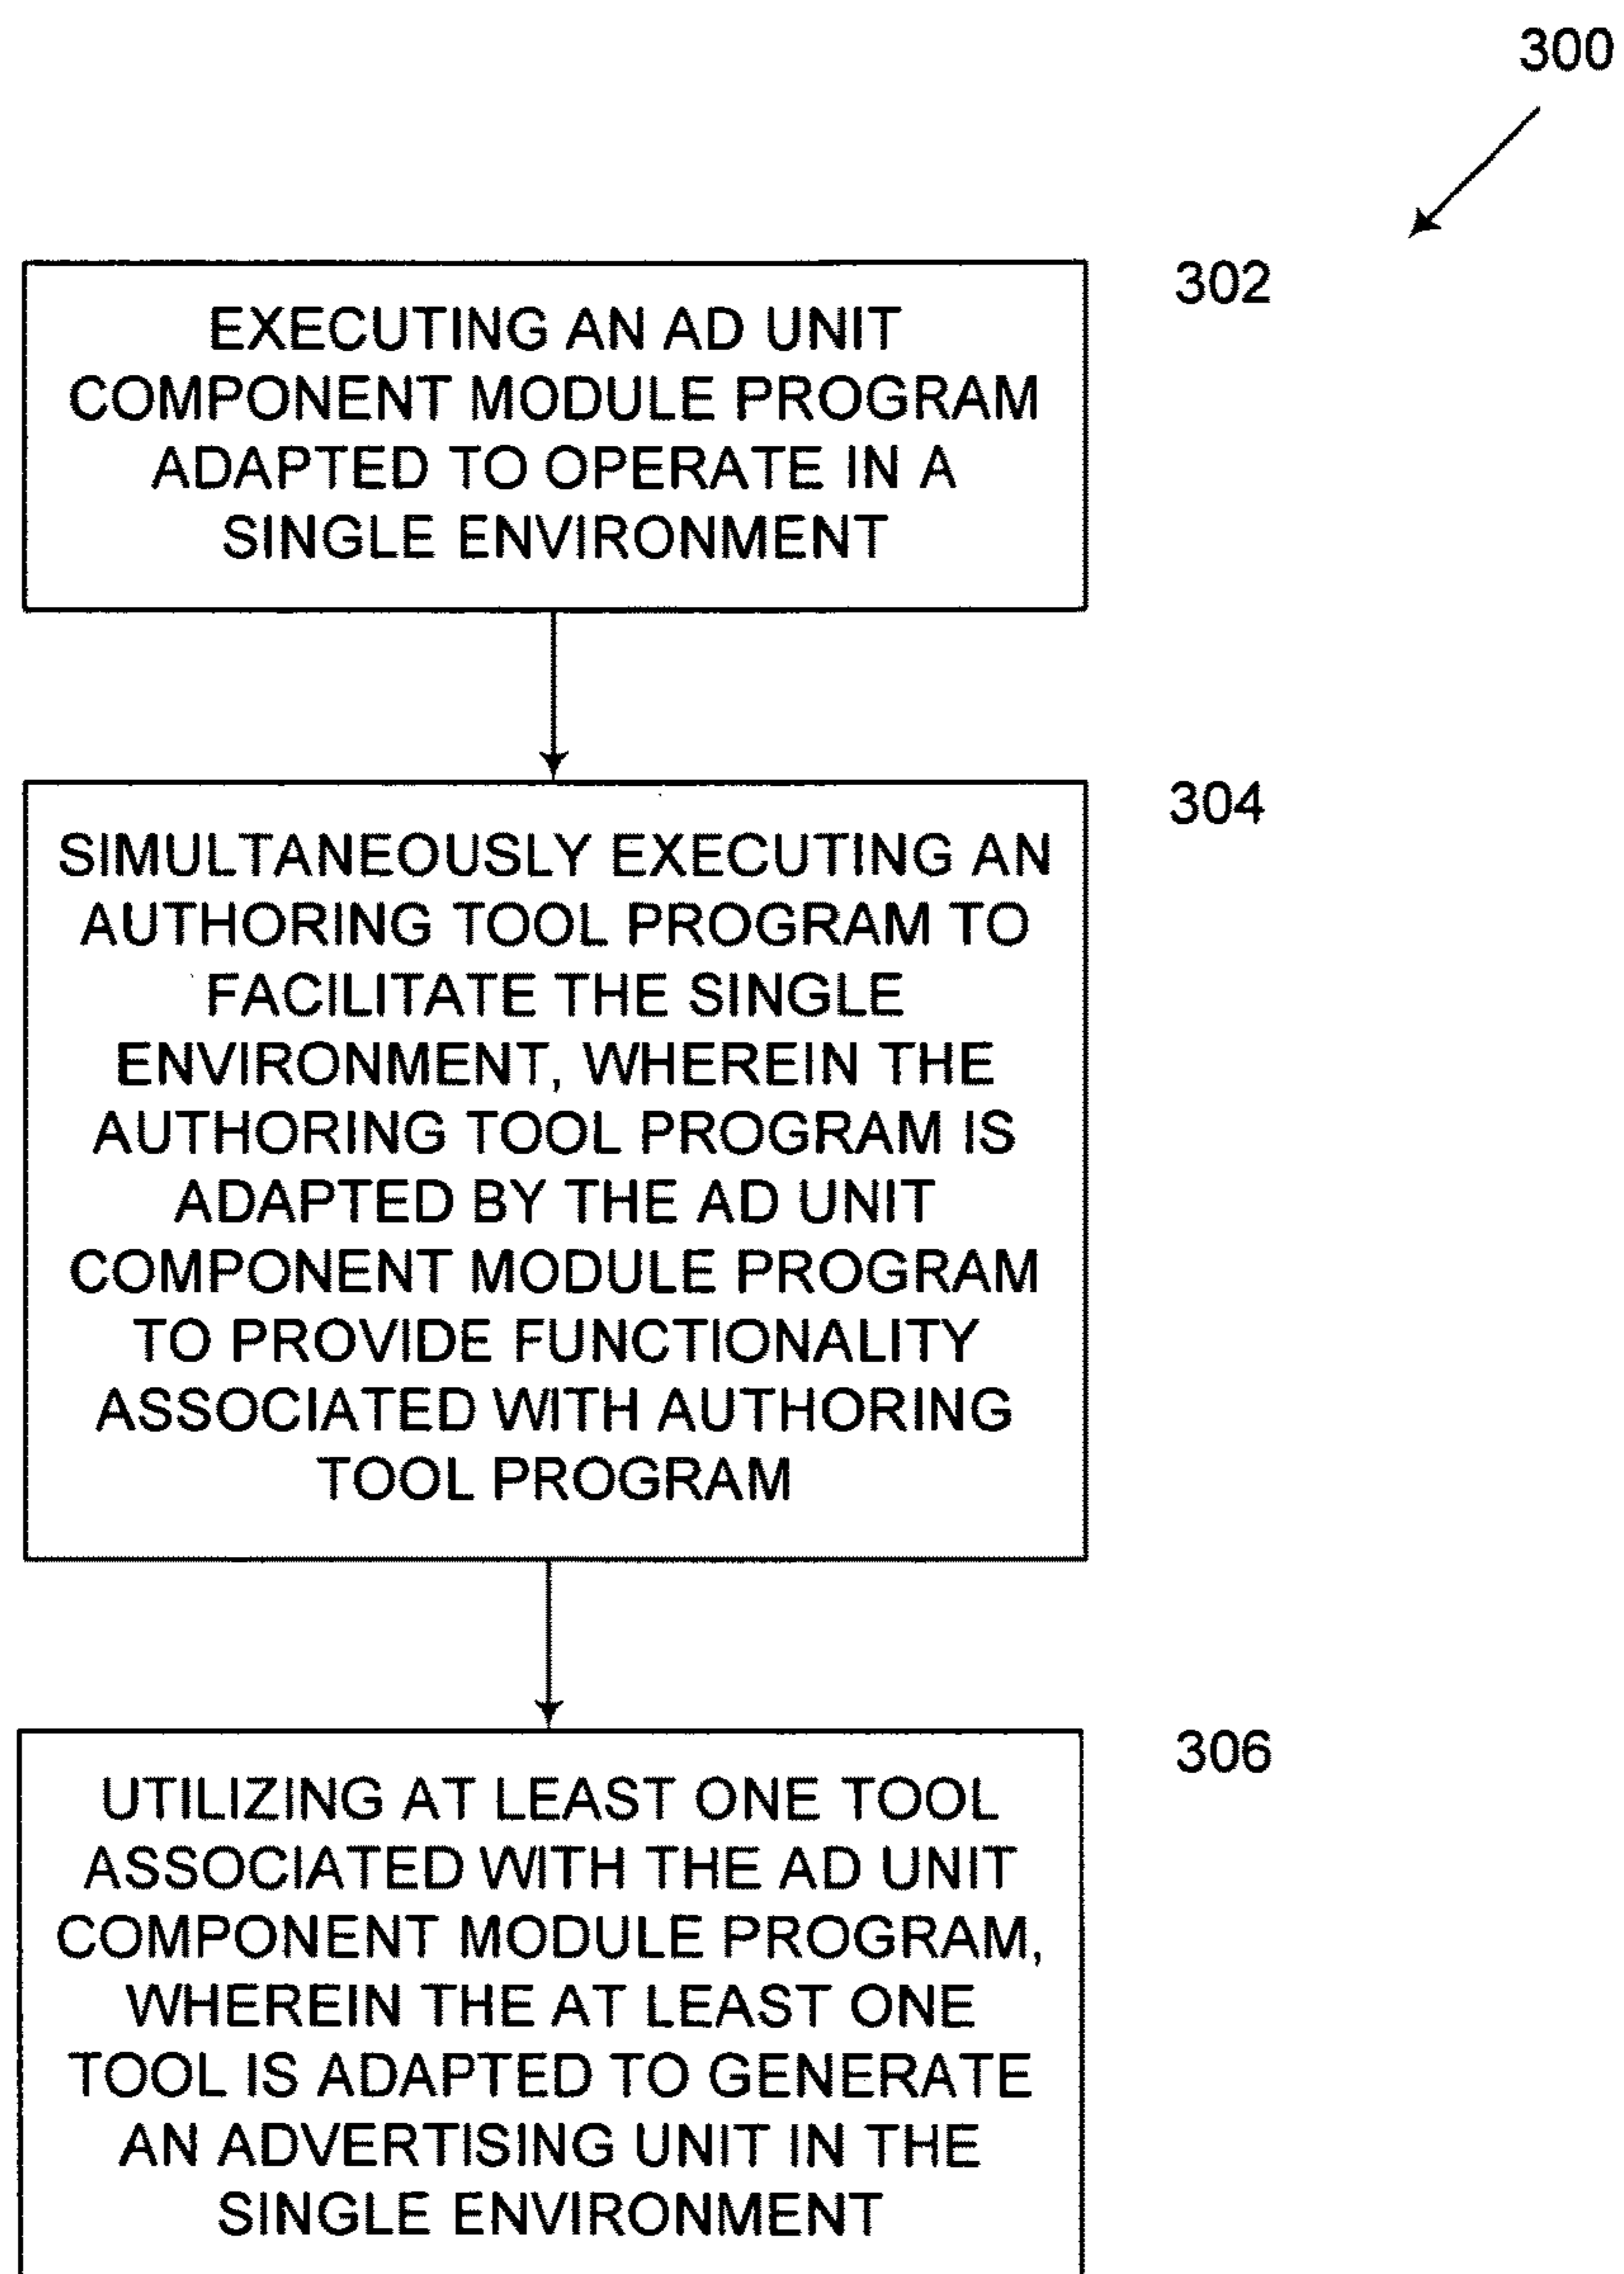 300
302
EXECUTING AN AD UNIT
COMPONENT MODULE PROGRAM
ADAPTED TO OPERATE IN A
SINGLE ENVIRONMENT
304
SIMULTANEOUSLY EXECUTING AN
AUTHORING TOOL PROGRAM TO
FACILITATE THE SINGLE
ENVIRONMENT, WHEREIN THE
AUTHORING TOOL PROGRAM IS
ADAPTED BY THE AD UNIT
COMPONENT MODULE PROGRAM
TO PROVIDE FUNCTIONALITY
ASSOCIATED WITH AUTHORING
TOOL PROGRAM
306
UTILIZING AT LEAST ONE TOOL
ASSOCIATED WITH THE AD UNIT
COMPONENT MODULE PROGRAM,
WHEREIN THE AT LEAST ONE
TOOL IS ADAPTED TO GENERATE
AN ADVERTISING UNIT IN THE
SINGLE ENVIRONMENT